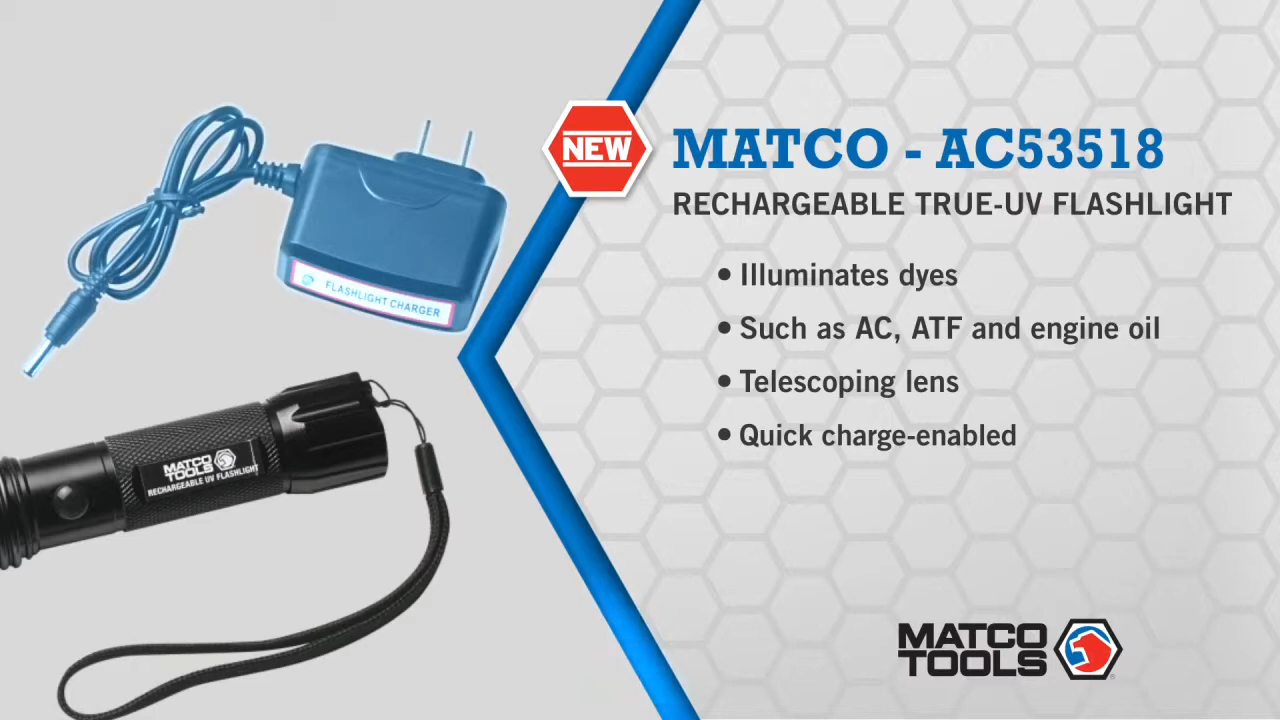 NEW
MATCO - AC53518
RECHARGEABLE TRUE-UV FLASHLIGHT
• Illuminates dyes
• Such as AC, ATF and engine oil
• Telescoping lens
• Quick charge-enabled
FLASHLIGHT CHARGER
MATCO
TOOLS
RECHARGEABLE UV FLASHLIGHT
MATCO
TOOLS